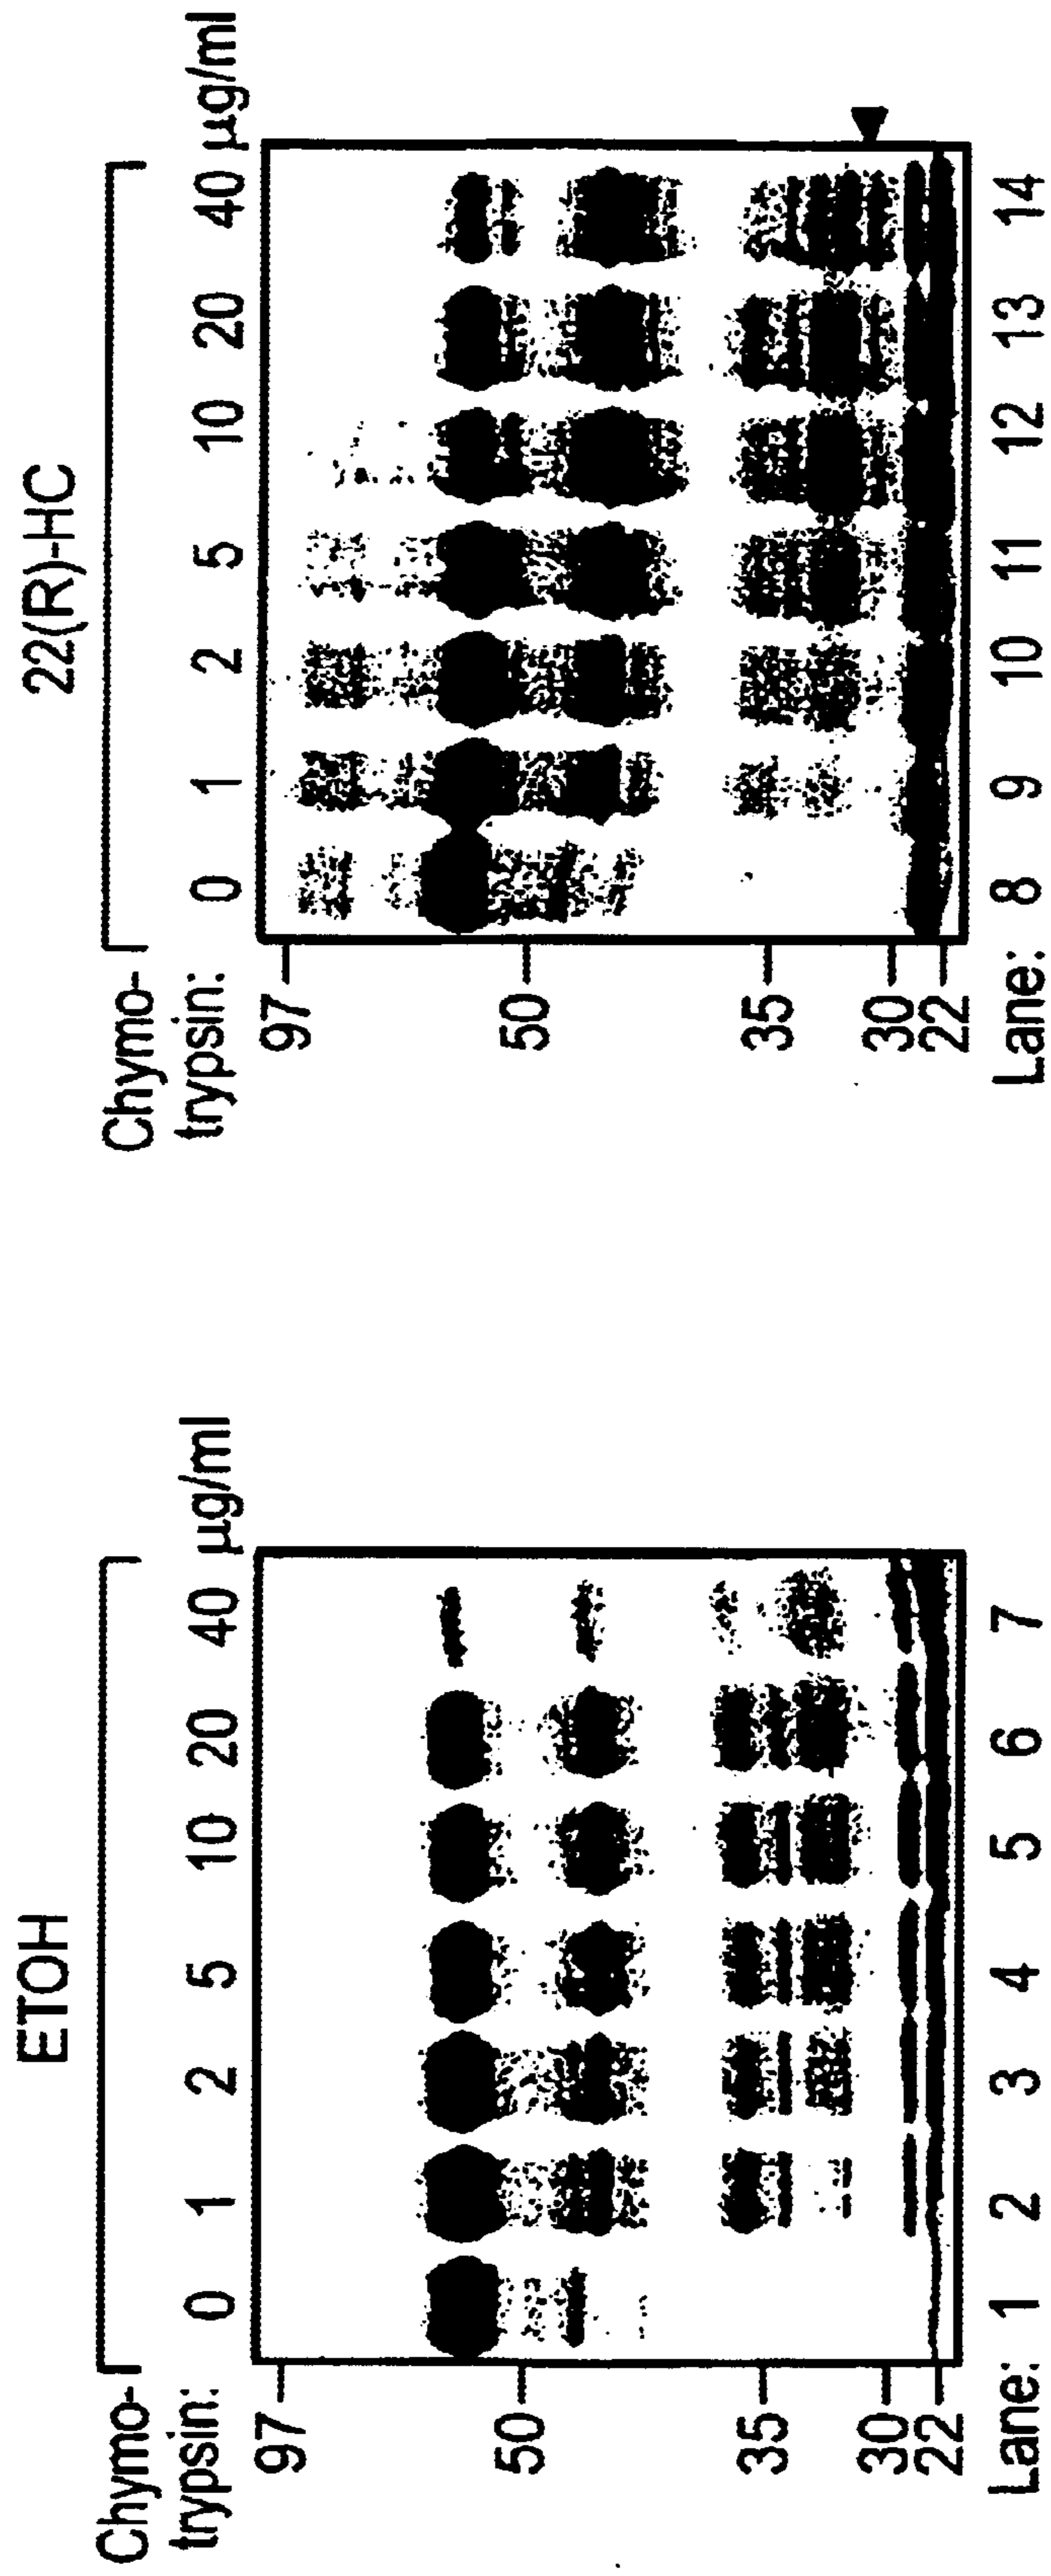 ETOH
Chymo-
trypsin: 0 1 2 5 10 20 40 µg/ml
97
50
35
30
22
Lane: 1 2 3 4 5 6 7
22(R)-HC
Chymo-
trypsin: 0 1 2 5 10 20 40 µg/ml
97
50
35
30
22
Lane: 8 9 10 11 12 13 14